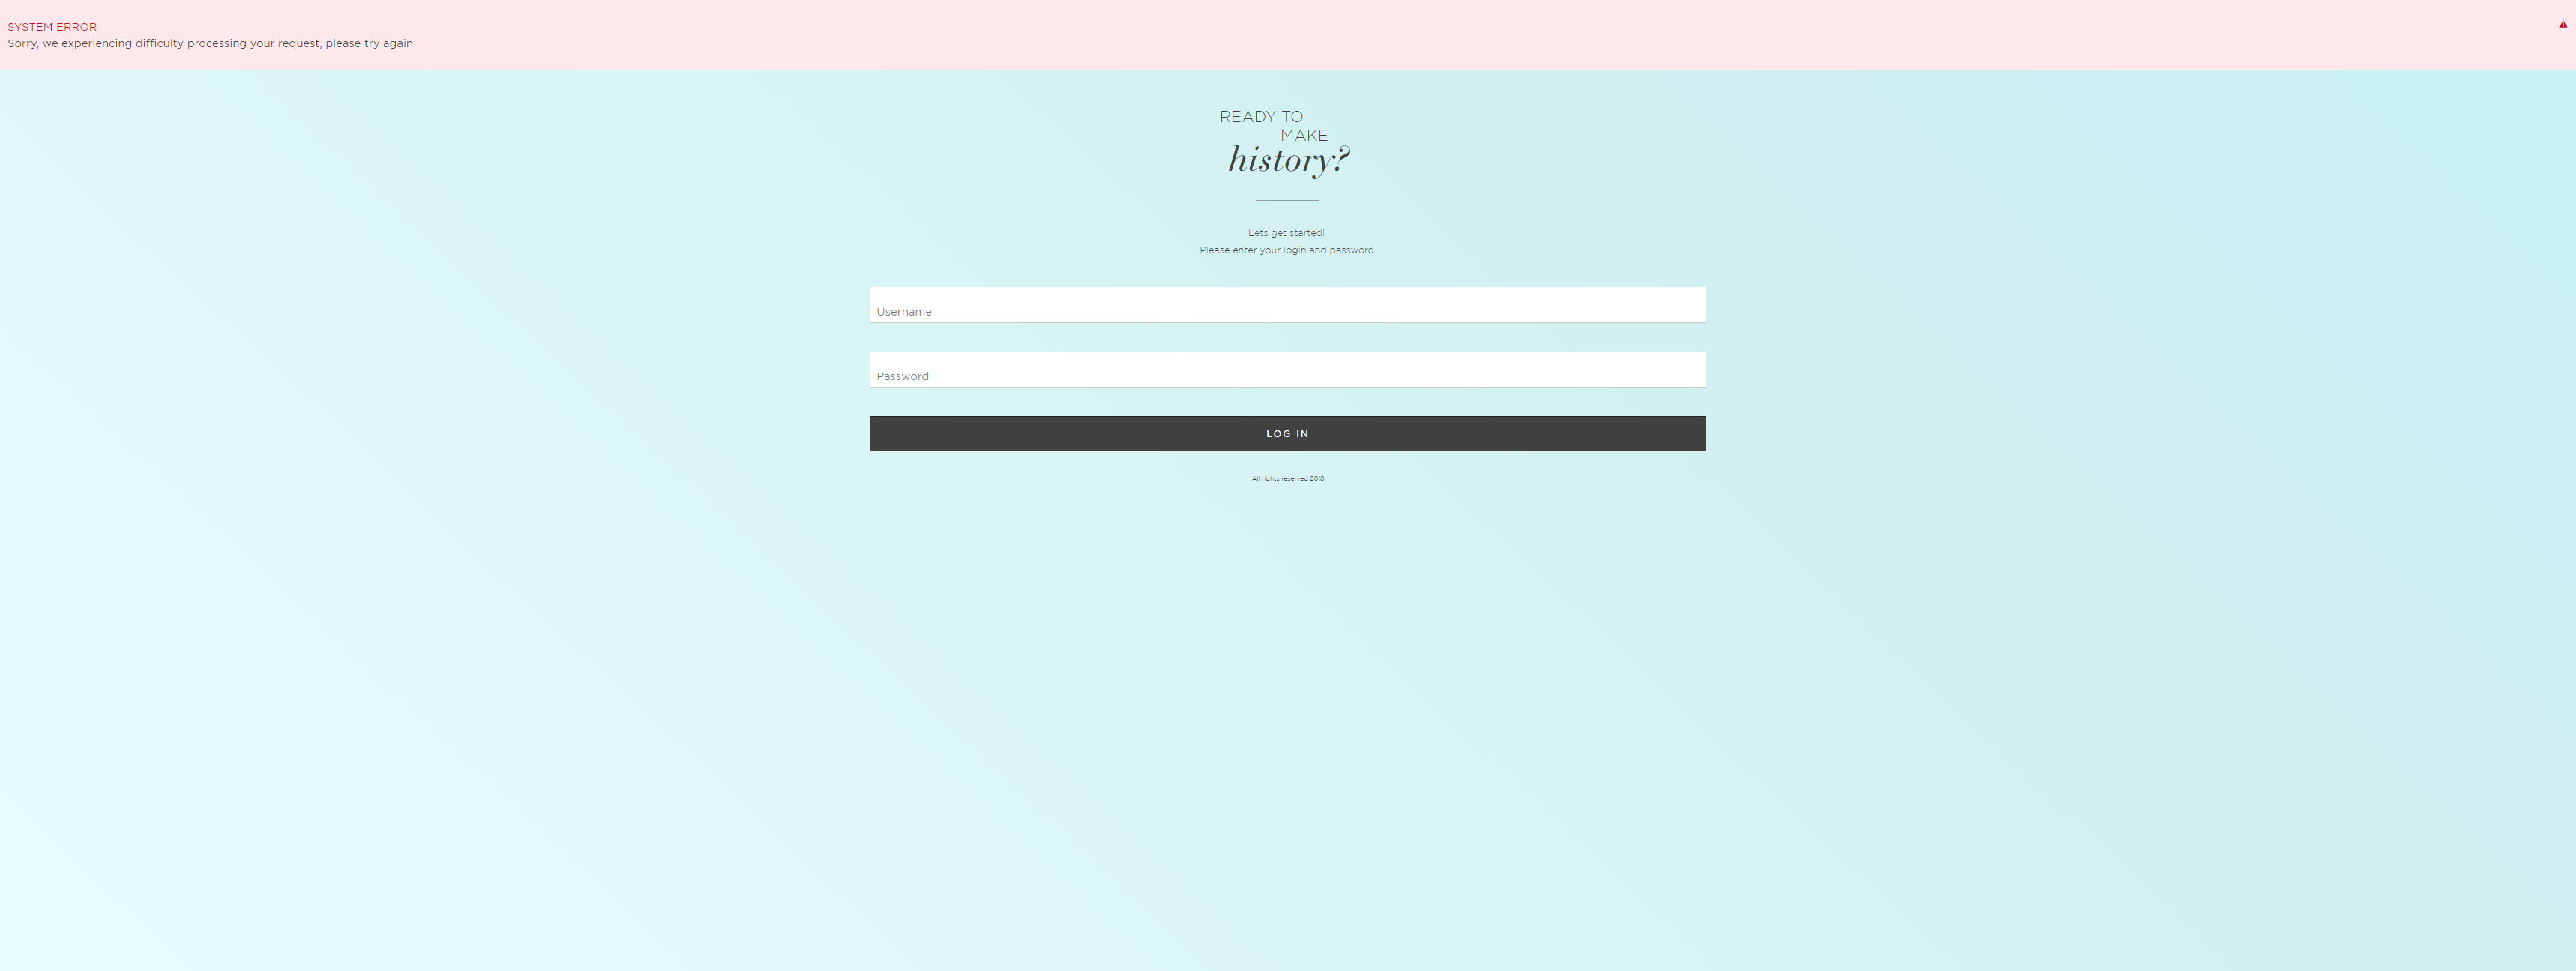 SYSTEM ERROR
Sorry, we experiencing difficulty processing your request, please try again
READY TO
MAKE
history?
Lets get started!
Please enter your login and password.
Username
Password
LOG IN
All rights reserved 2018